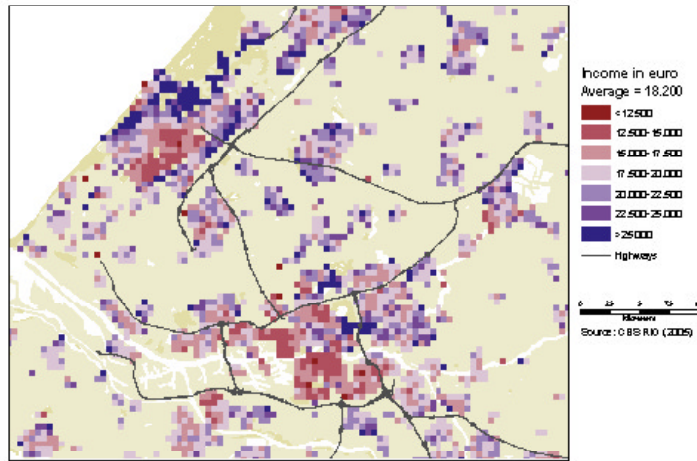 Income in euro
Average = 18.200
<12.500
12.500-15.000
15.000-17.500
17.500-20.000
20.000-22.500
22.500-25.000
>25.000
Highways
Kilometers
Source: CBS RIO (2005)